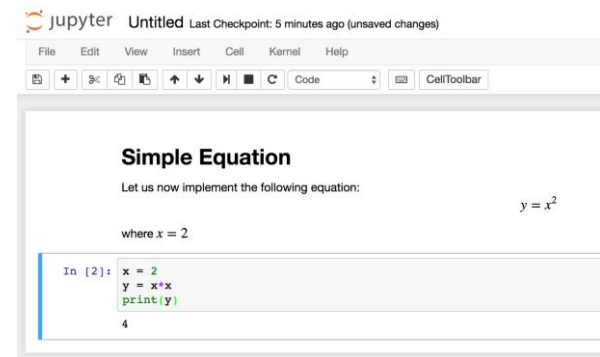 jupyter Untitled Last Checkpoint: 5 minutes ago (unsaved changes)
File Edit View Insert Cell Kernel Help
Code CellToolbar
Simple Equation
Let us now implement the following equation:
y = x²
where x = 2
In [2]: x = 2
y = x*x
print(y)
4